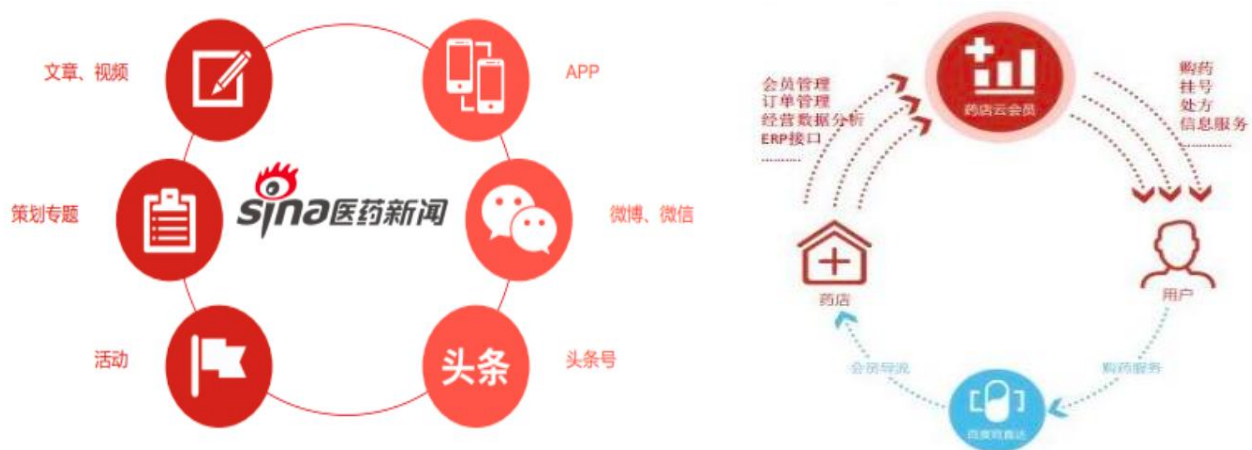 文章、视频
APP
策划专题
sina医药新闻
微博、微信
活动
头条
头条号
药店云会员
会员管理
订单管理
经营数据分析
ERP接口
............
购药
挂号
处方
信息服务
............
药店
用户
会员导流
购药服务